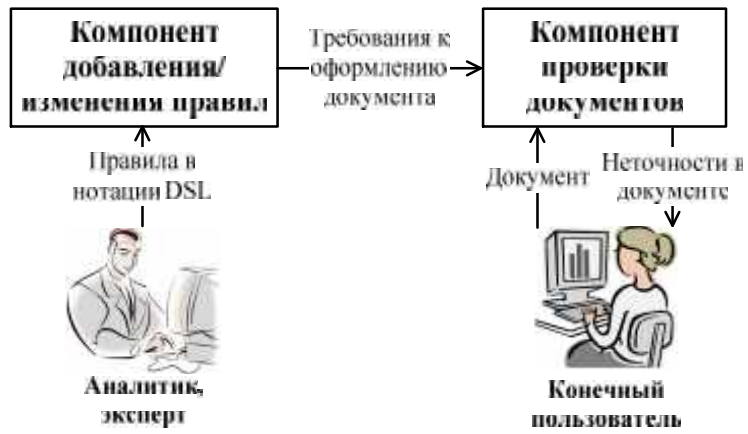 Компонент
добавления/
изменения правил
Требования к
оформлению
документа
Компонент
проверки
документов
Правила в
нотации DSL
Документ
Неточности в
документе
Аналитик,
эксперт
Конечный
пользователь